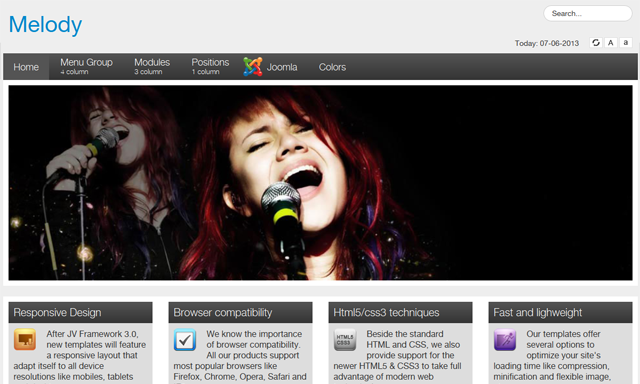 Melody
Search...
Today: 07-06-2013
A
a
Home
Menu Group
4 column
Modules
3 column
Positions
1 column
Joomla
Colors
Responsive Design
After JV Framework 3.0,
new templates will feature
a responsive layout that
adapt itself to all device
resolutions like mobiles, tablets
Browser compatibility
We know the importance
of browser compatibility.
All our products support
most popular browsers like
Firefox, Chrome, Opera, Safari and
Html5/css3 techniques
HTML5
CSS3
Beside the standard
HTML and CSS, we also
provide support for the
newer HTML5 & CSS3 to take full
advantage of modern web
Fast and lighweight
Our templates offer
several options to
optimize your site's
loading time like compression,
minification and flexible image,